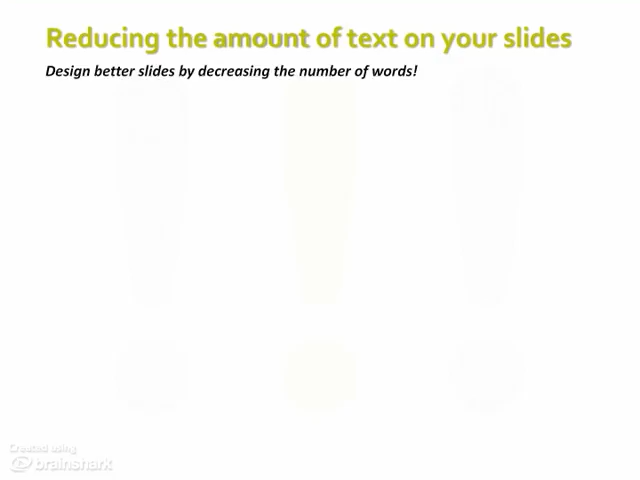 Reducing the amount of text on your slides
Design better slides by decreasing the number of words!
Created using
brainshark